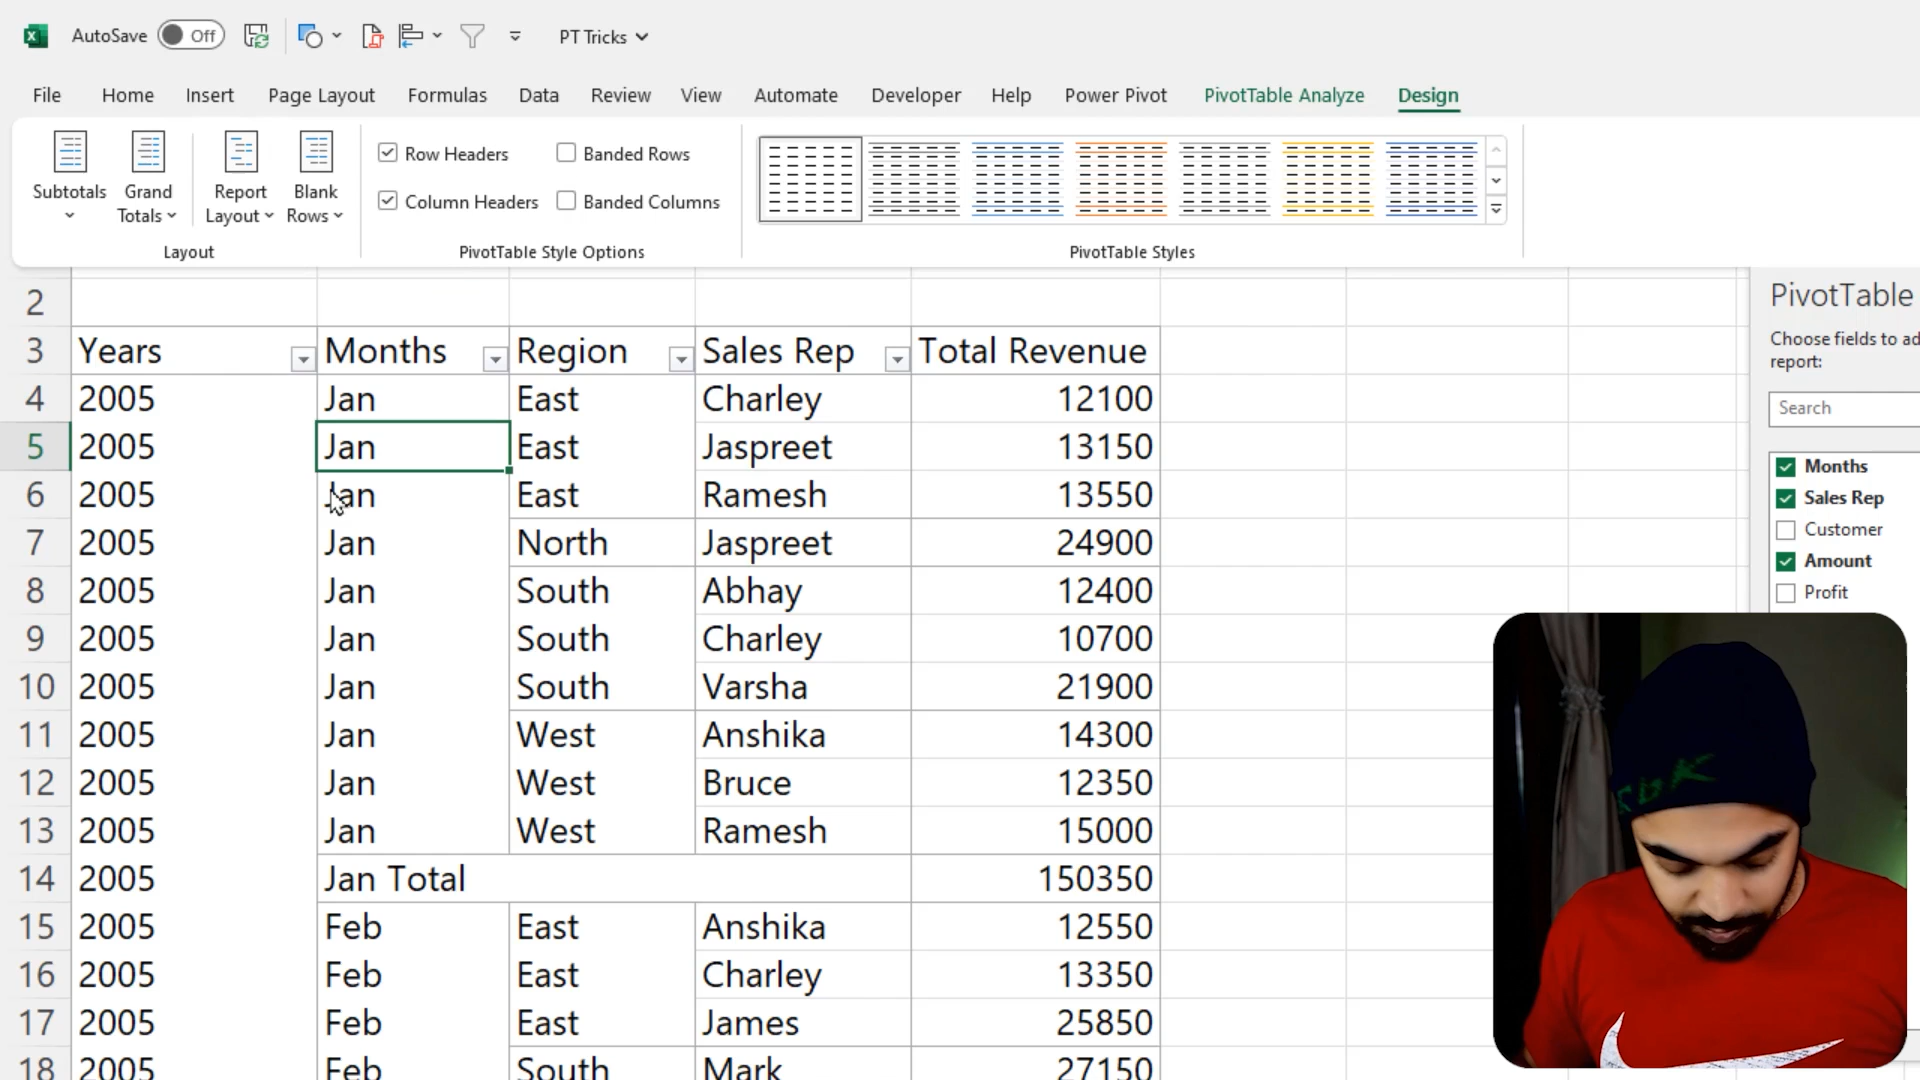 AutoSave Off PT Tricks
File Home Insert Page Layout Formulas Data Review View Automate Developer Help Power Pivot PivotTable Analyze Design
Subtotals
Grand Totals
Report Layout
Blank Rows
Layout
Row Headers
Banded Rows
Column Headers
Banded Columns
PivotTable Style Options
PivotTable Styles
2
3 Years Months Region Sales Rep Total Revenue
4 2005 Jan East Charley 12100
5 2005 Jan East Jaspreet 13150
6 2005 Jan East Ramesh 13550
7 2005 Jan North Jaspreet 24900
8 2005 Jan South Abhay 12400
9 2005 Jan South Charley 10700
10 2005 Jan South Varsha 21900
11 2005 Jan West Anshika 14300
12 2005 Jan West Bruce 12350
13 2005 Jan West Ramesh 15000
14 2005 Jan Total 150350
15 2005 Feb East Anshika 12550
16 2005 Feb East Charley 13350
17 2005 Feb East James 25850
18 2005 Feb South Mark 27150
PivotTable
Choose fields to ad
report:
Search
Months
Sales Rep
Customer
Amount
Profit